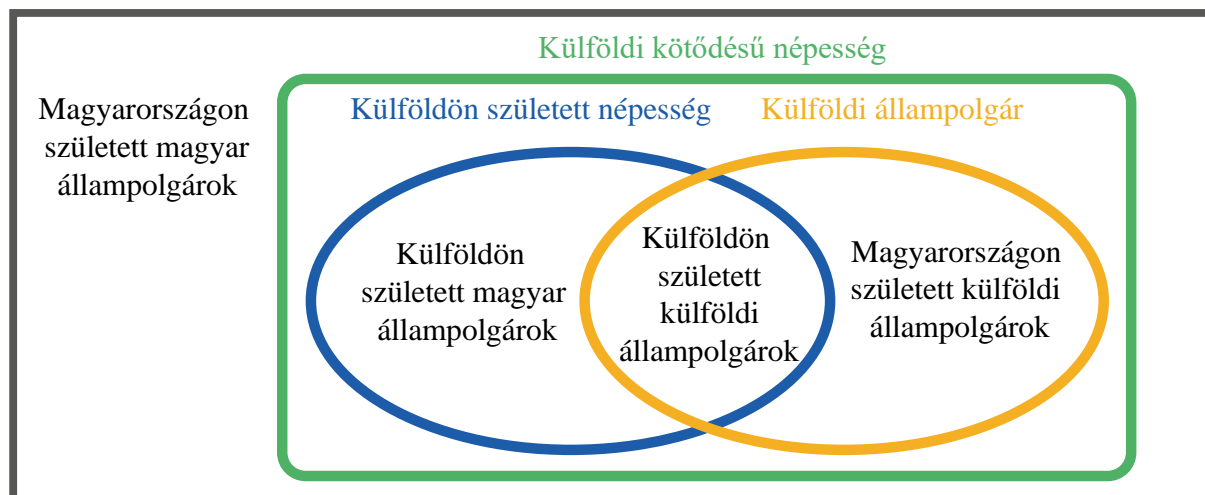 Külföldi kötődésű népesség
Magyarországon
született magyar
állampolgárok
Külföldön született népesség
Külföldi állampolgár
Külföldön
született magyar
állampolgárok
Külföldön
született
külföldi
állampolgárok
Magyarországon
született külföldi
állampolgárok